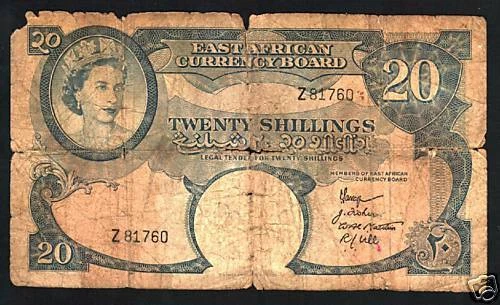 20
EAST AFRICAN
CURRENCY BOARD
20
Z 81760
TWENTY SHILLINGS
LEGAL TENDER FOR TWENTY SHILLINGS
MEMBERS OF EAST AFRICAN
CURRENCY BOARD
Z 81760
20
٢٠